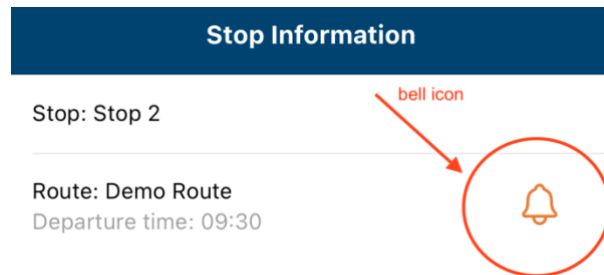 Stop Information
bell icon
Stop: Stop 2
Route: Demo Route
Departure time: 09:30